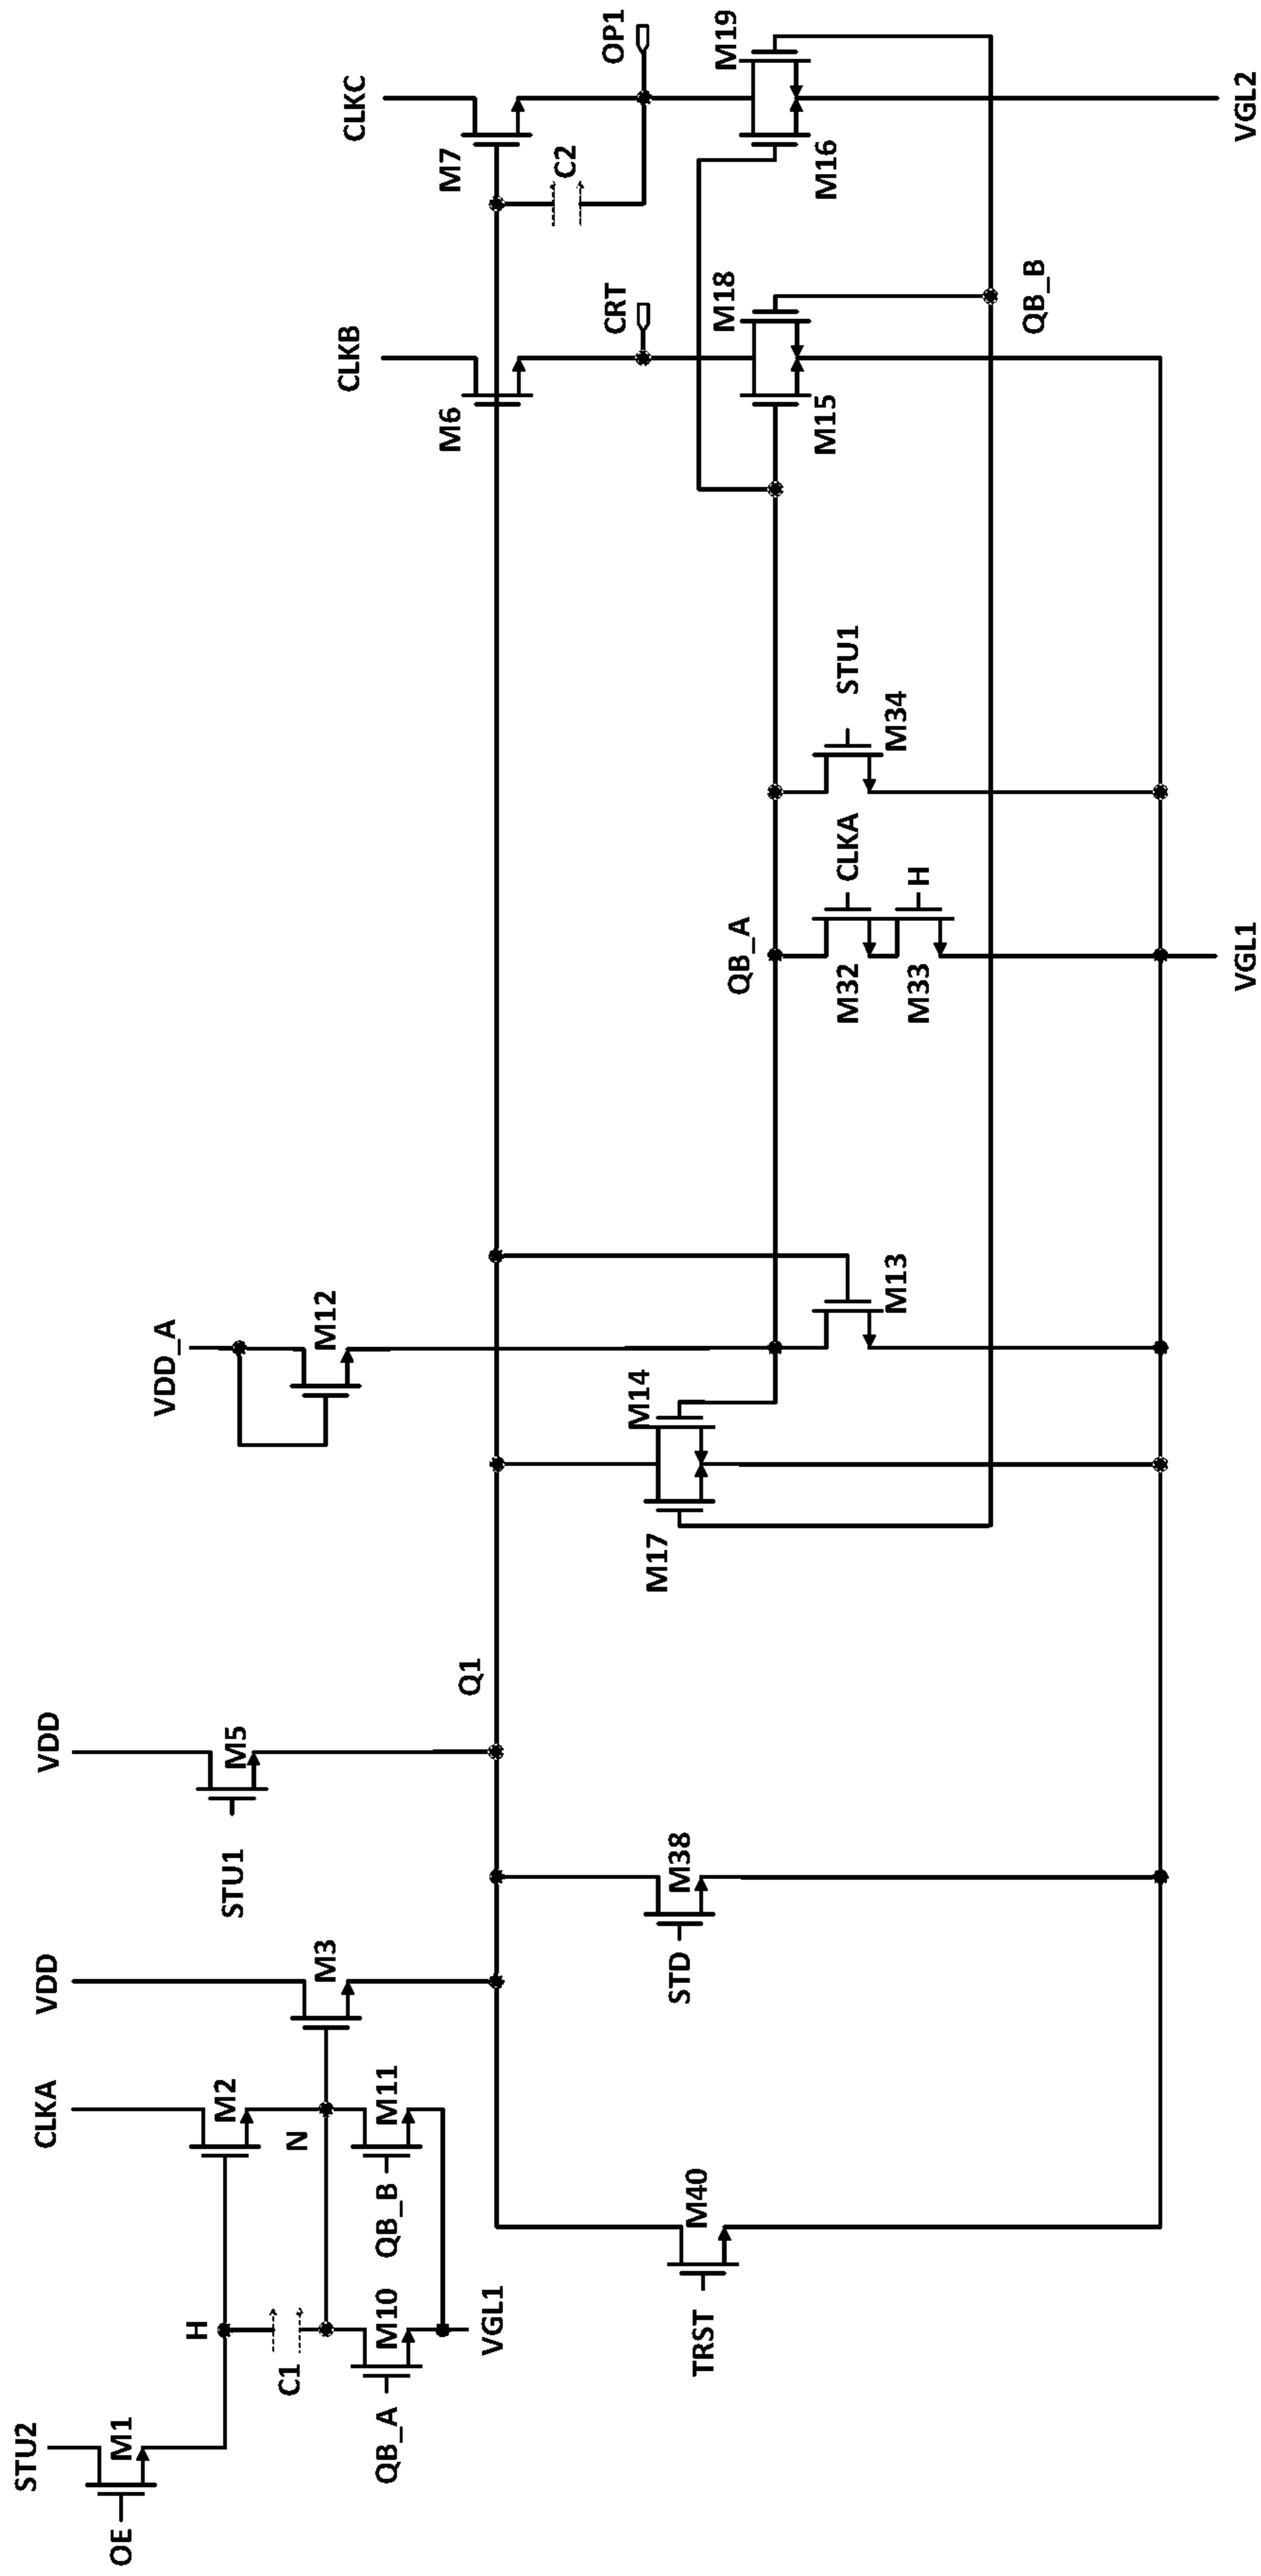 STU2
OE
M1
H
C1
CLKA
M2
N
QB_A
M10
QB_B
M11
VGL1
VDD
M3
STU1
M5
VDD
Q1
TRST
M40
STD
M38
M17
M14
VDD_A
M12
M13
QB_A
M32
CLKA
M33
H
VGL1
STU1
M34
CLKB
M6
CRT
M15
M18
QB_B
CLKC
M7
C2
OP1
M16
M19
VGL2